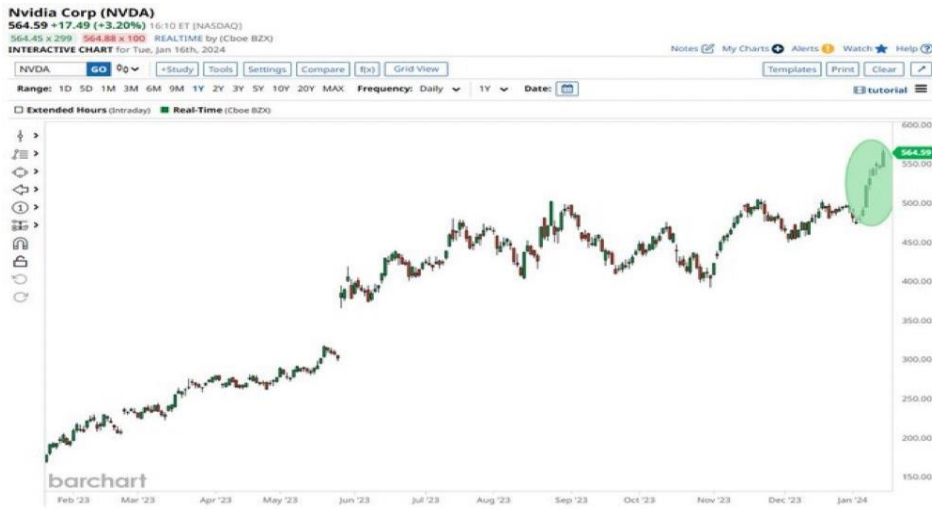 Nvidia Corp (NVDA)
564.59 +17.49 (+3.20%) 16:10 ET [NASDAQ]
564.45 x 299 564.88 x 100 REALTIME by (Cboe BZX)
INTERACTIVE CHART for Tue, Jan 16th, 2024
Notes My Charts Alerts Watch Help
NVDA GO +Study Tools Settings Compare f(x) Grid View Templates Print Clear
Range: 1D 5D 1M 3M 6M 9M 1Y 2Y 3Y 5Y 10Y 20Y MAX Frequency: Daily 1Y Date: tutorial
Extended Hours (Intraday) Real-Time (Cboe BZX)
600.00
564.59
550.00
500.00
450.00
400.00
350.00
300.00
250.00
200.00
150.00
barchart
Feb '23 Mar '23 Apr '23 May '23 Jun '23 Jul '23 Aug '23 Sep '23 Oct '23 Nov '23 Dec '23 Jan '24